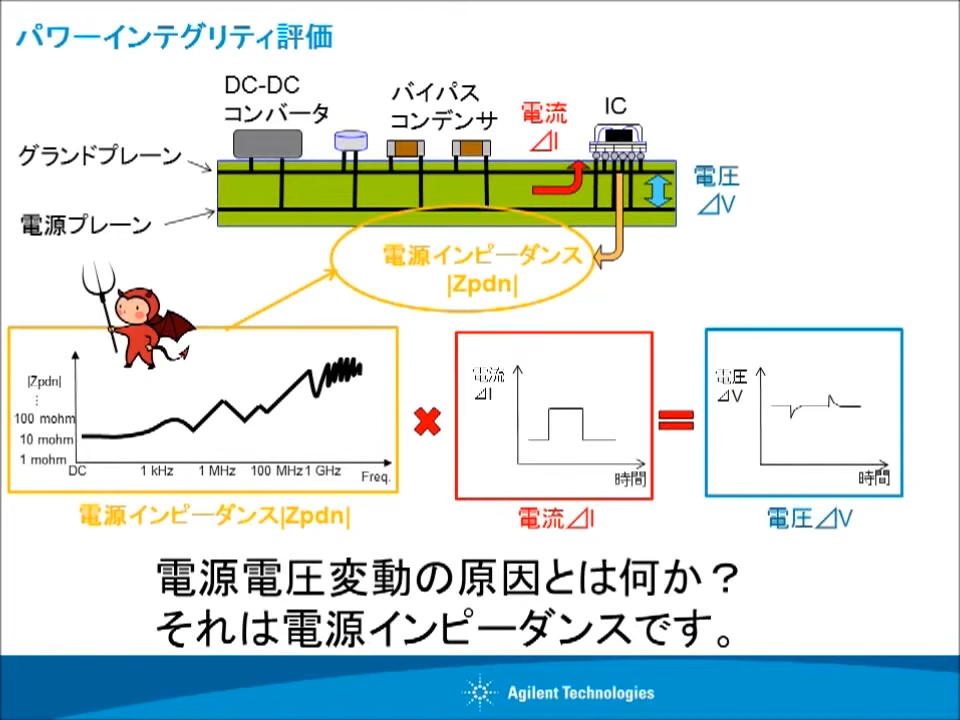 パワーインテグリティ評価
DC-DC
コンバータ
バイパス
コンデンサ
電流
⊿I
IC
グランドプレーン
電源プレーン
電圧
⊿V
電源インピーダンス
|Zpdn|
|Zpdn|
⋮
100 mohm
10 mohm
1 mohm
DC
1 kHz
1 MHz
100 MHz
1 GHz
Freq.
電源インピーダンス|Zpdn|
電流
⊿I
時間
電流⊿I
電圧
⊿V
時間
電圧⊿V
電源電圧変動の原因とは何か？
それは電源インピーダンスです。
Agilent Technologies